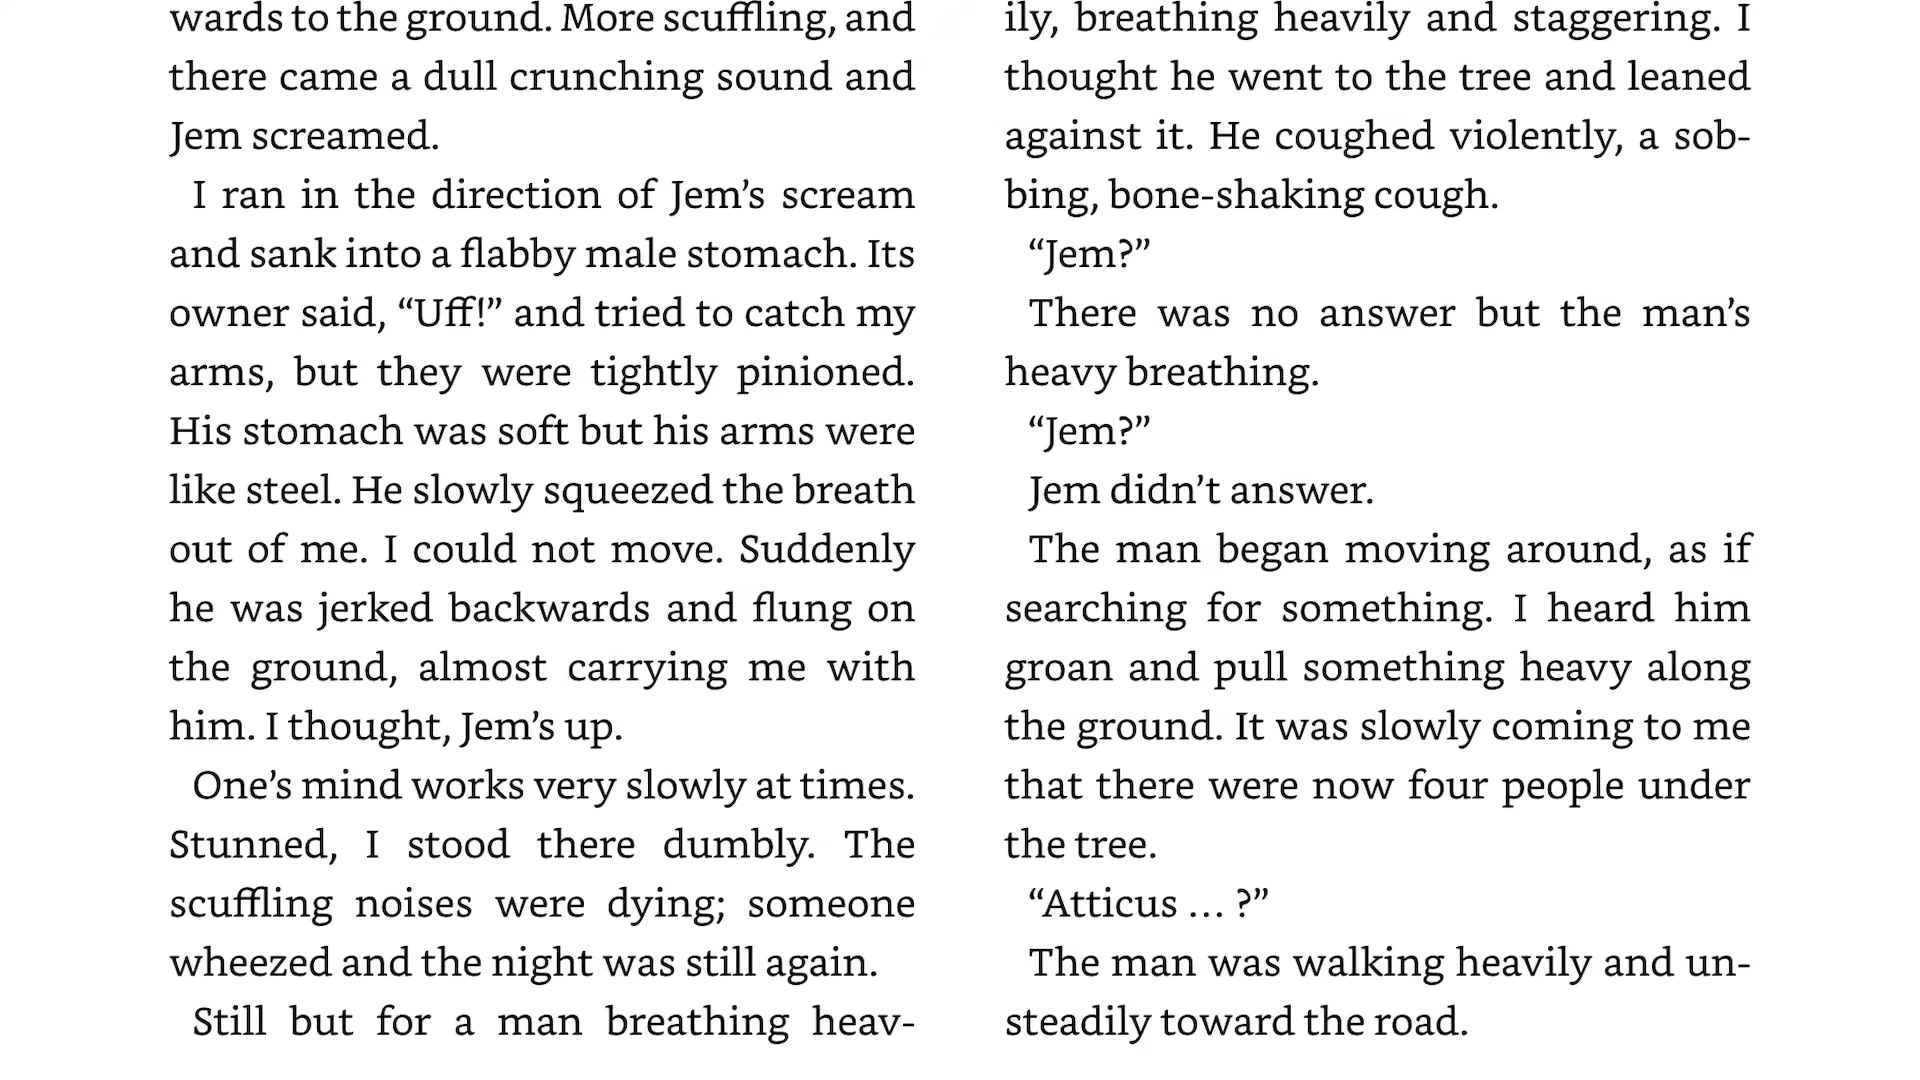 wards to the ground. More scuffling, and
there came a dull crunching sound and
Jem screamed.
I ran in the direction of Jem’s scream
and sank into a flabby male stomach. Its
owner said, “Uff!” and tried to catch my
arms, but they were tightly pinioned.
His stomach was soft but his arms were
like steel. He slowly squeezed the breath
out of me. I could not move. Suddenly
he was jerked backwards and flung on
the ground, almost carrying me with
him. I thought, Jem’s up.
One’s mind works very slowly at times.
Stunned, I stood there dumbly. The
scuffling noises were dying; someone
wheezed and the night was still again.
Still but for a man breathing heav-
ily, breathing heavily and staggering. I
thought he went to the tree and leaned
against it. He coughed violently, a sob-
bing, bone-shaking cough.
“Jem?”
There was no answer but the man’s
heavy breathing.
“Jem?”
Jem didn’t answer.
The man began moving around, as if
searching for something. I heard him
groan and pull something heavy along
the ground. It was slowly coming to me
that there were now four people under
the tree.
“Atticus … ?”
The man was walking heavily and un-
steadily toward the road.